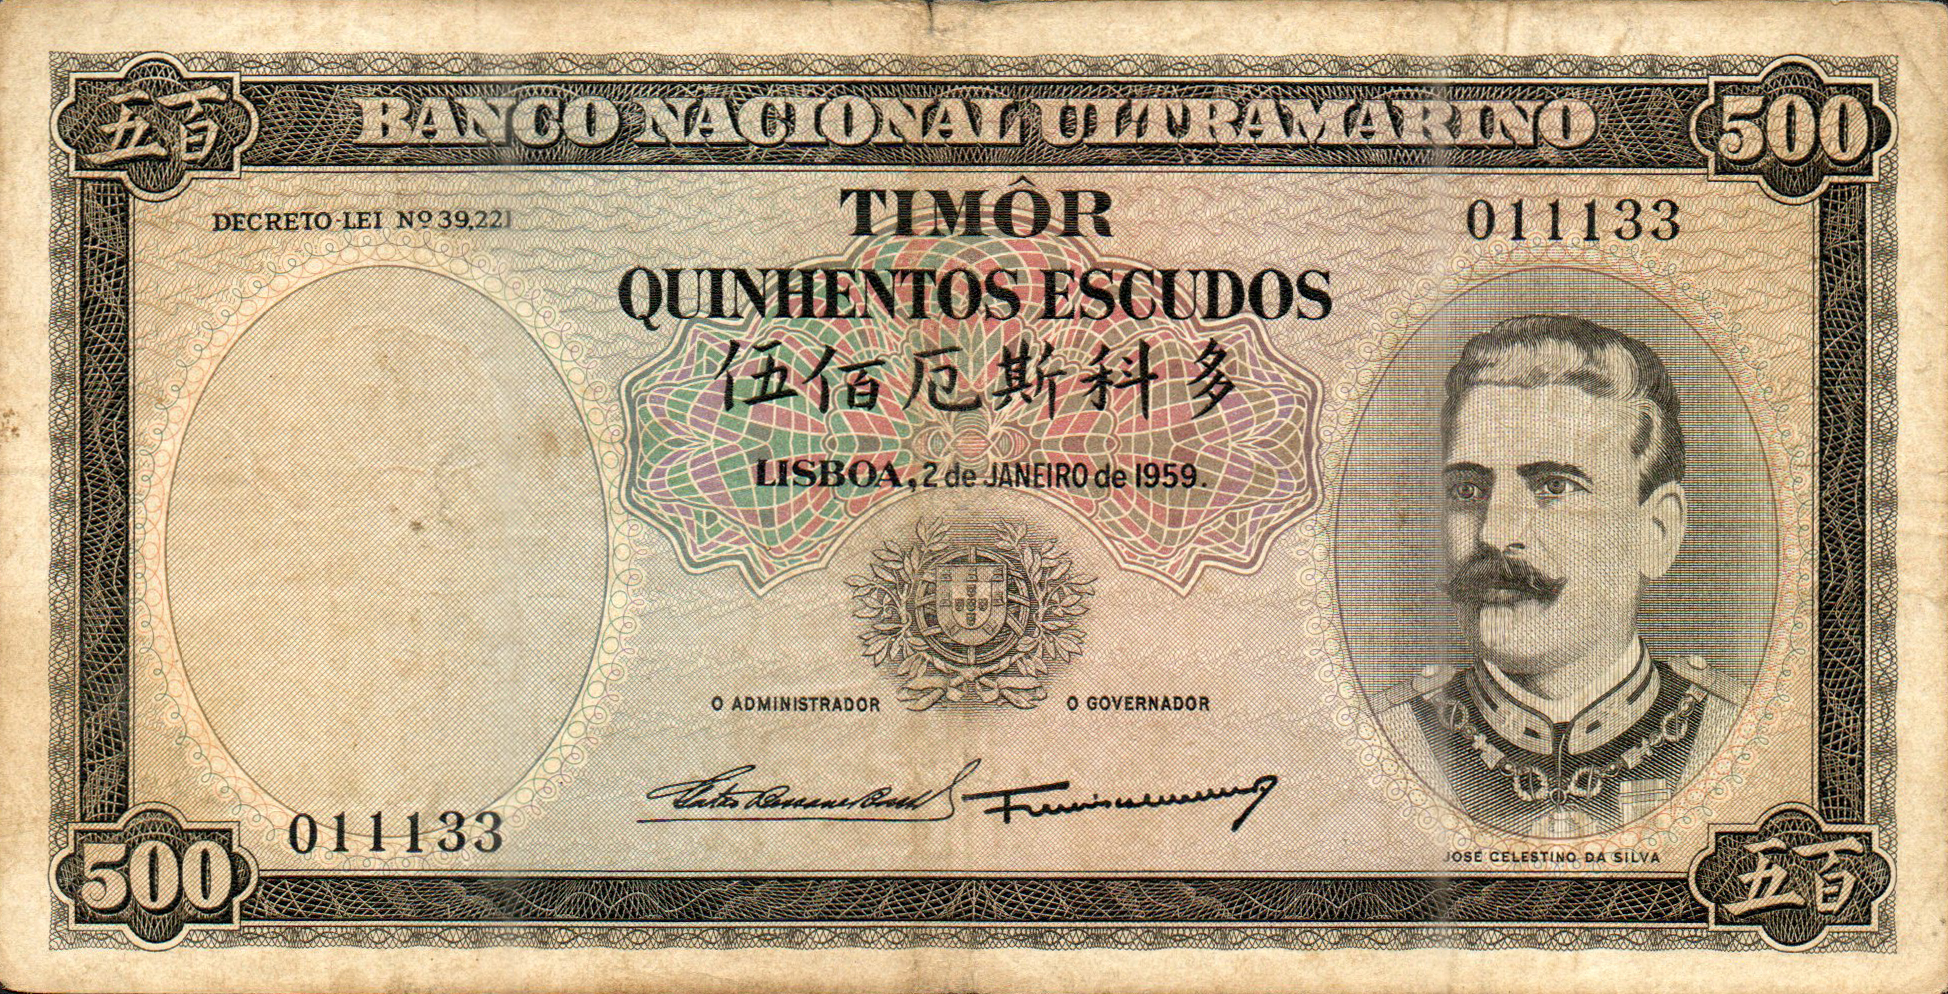 五百
BANCO NACIONAL ULTRAMARINO
500
TIMÔR
DECRETO-LEI Nº 39,221
011133
QUINHENTOS ESCUDOS
伍佰厄斯科多
LISBOA, 2 de JANEIRO de 1959.
O ADMINISTRADOR
O GOVERNADOR
011133
JOSÉ CELESTINO DA SILVA
500
五百